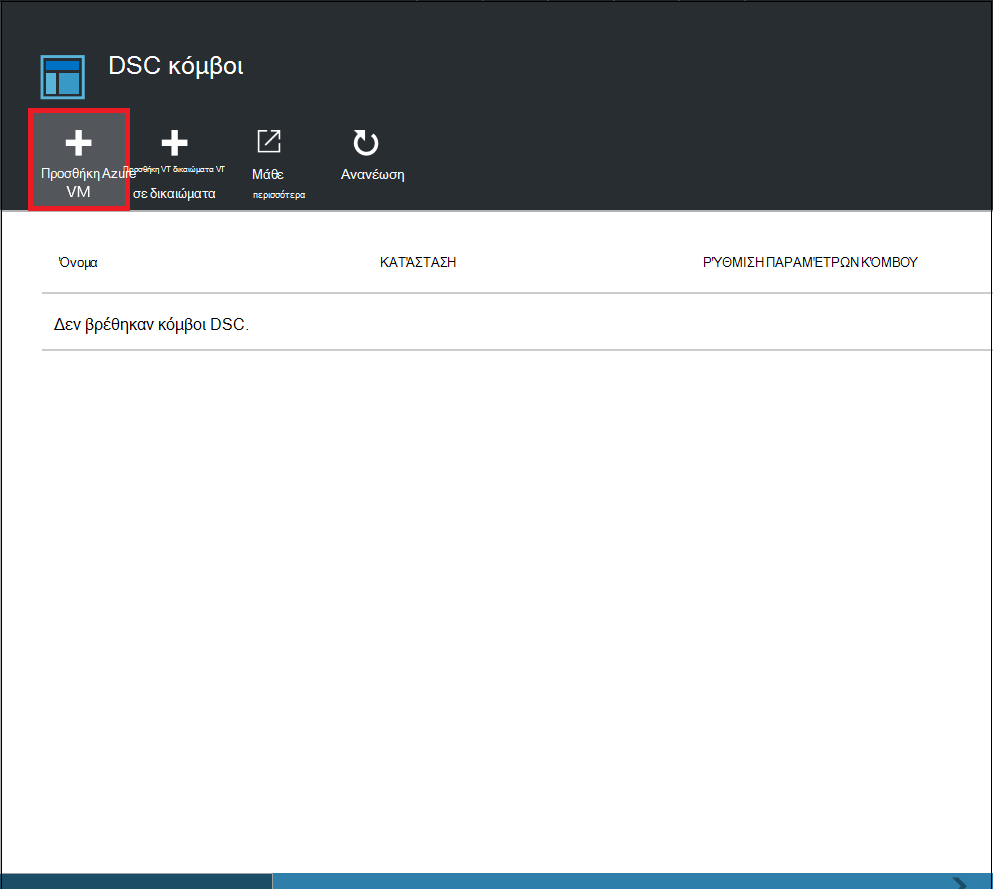 DSC κόμβοι
Προσθήκη Azure
VM
Προσθήκη VT δικαιώματα VT
σε δικαιώματα
Μάθε
περισσότερα
Ανανέωση
Όνομα
ΚΑΤΆΣΤΑΣΗ
ΡΎΘΜΙΣΗ ΠΑΡΑΜΈΤΡΩΝ ΚΌΜΒΟΥ
Δεν βρέθηκαν κόμβοι DSC.